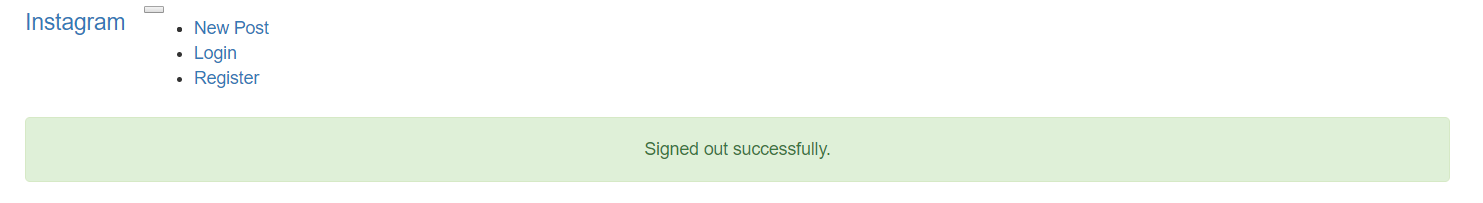 Instagram
New Post
Login
Register
Signed out successfully.